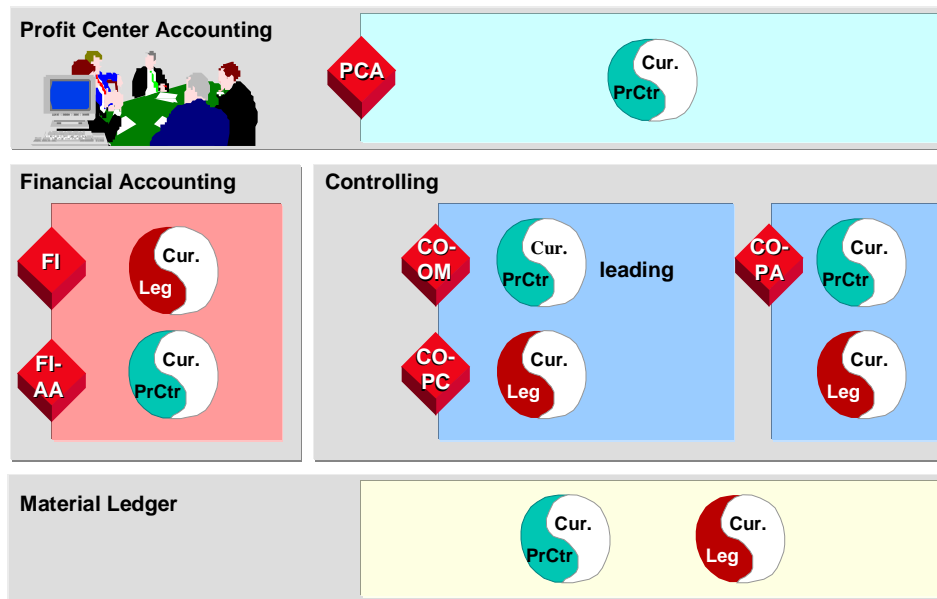 Profit Center Accounting
PCA
Cur.
PrCtr
Financial Accounting
FI
Cur.
Leg
FI-
AA
Cur.
PrCtr
Controlling
CO-
OM
Cur.
PrCtr
leading
CO-
PA
Cur.
PrCtr
CO-
PC
Cur.
Leg
Cur.
Leg
Material Ledger
Cur.
PrCtr
Cur.
Leg